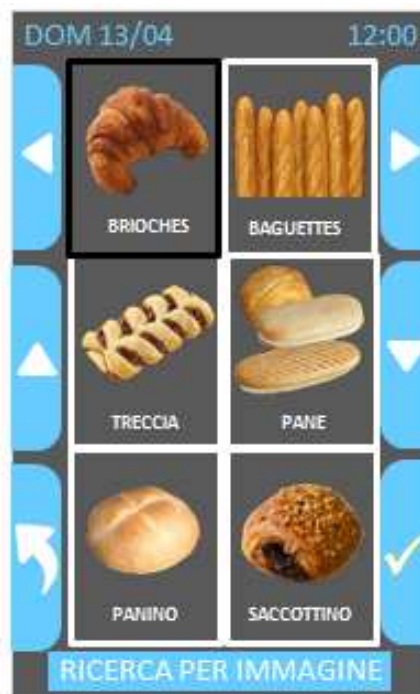 DOM 13/04 12:00
BRIOCHES BAGUETTES
TRECCIA PANE
PANINO SACCOTTINO
RICERCA PER IMMAGINE